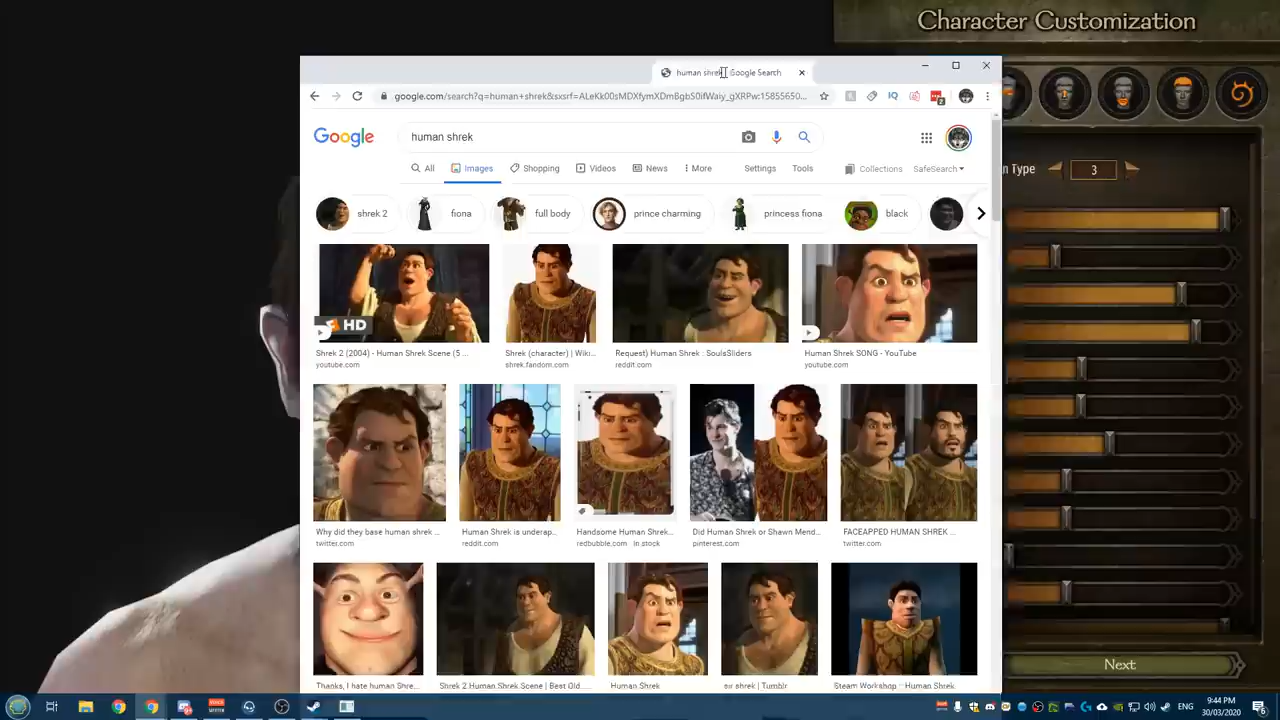 Character Customization
human shrek Google Search
google.com/search?q=human+shrek&sxsrf=ALeKk00sMDXfymXDmBgbS0ifWaiy_gXRPw:15855650...
Google
human shrek
All
Images
Shopping
Videos
News
More
Settings
Tools
Collections
SafeSearch
n Type
3
shrek 2
fiona
full body
prince charming
princess fiona
black
HD
Shrek 2 (2004) - Human Shrek Scene (5 ...
youtube.com
Shrek (character) | Wiki...
shrek.fandom.com
Request) Human Shrek : SoulsSliders
reddit.com
Human Shrek SONG - YouTube
youtube.com
Why did they base human shrek ...
twitter.com
Human Shrek is underap...
reddit.com
Handsome Human Shrek...
redbubble.com · In stock
Did Human Shrek or Shawn Mend...
pinterest.com
FACEAPPED HUMAN SHREK ...
twitter.com
Thanks, I hate human Shre...
Shrek 2 Human Shrek Scene | Best Old...
Human Shrek
sv shrek | Tumblr
Steam Workshop :: Human Shrek
Next
ENG
9:44 PM
30/03/2020